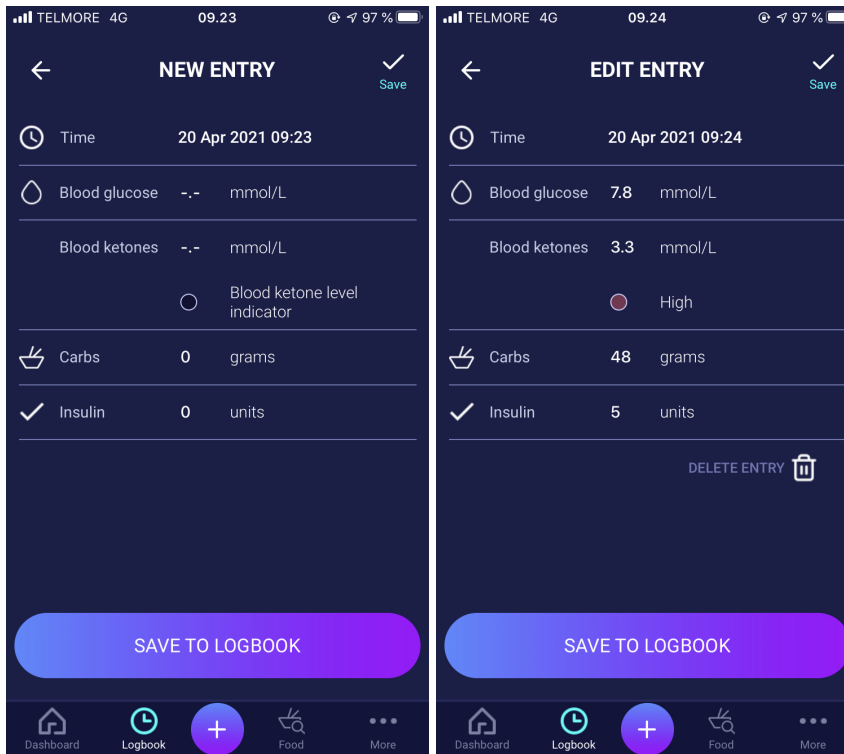 TELMORE 4G 09.23 97 %
NEW ENTRY
Save
Time 20 Apr 2021 09:23
Blood glucose -.- mmol/L
Blood ketones -.- mmol/L
Blood ketone level
indicator
Carbs 0 grams
Insulin 0 units
SAVE TO LOGBOOK
Dashboard Logbook Food More
TELMORE 4G 09.24 97 %
EDIT ENTRY
Save
Time 20 Apr 2021 09:24
Blood glucose 7.8 mmol/L
Blood ketones 3.3 mmol/L
High
Carbs 48 grams
Insulin 5 units
DELETE ENTRY
SAVE TO LOGBOOK
Dashboard Logbook Food More